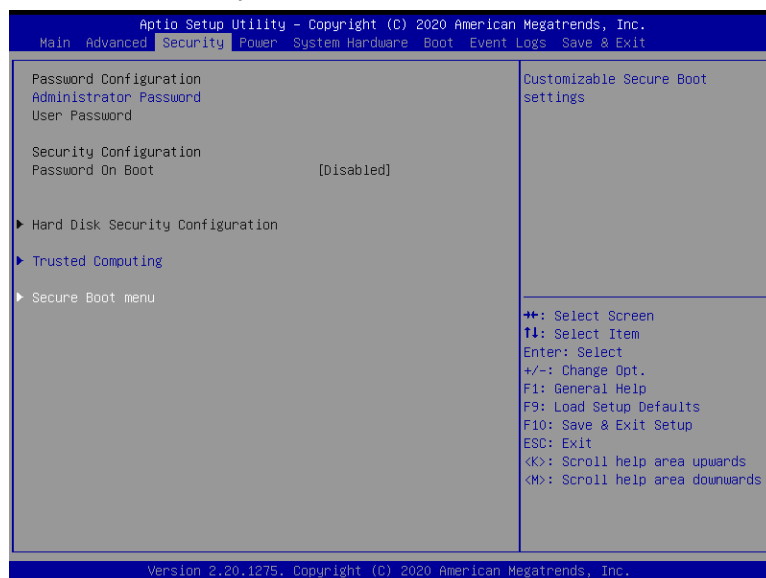 Aptio Setup Utility – Copyright (C) 2020 American Megatrends, Inc.
Main Advanced Security Power System Hardware Boot Event Logs Save & Exit
Password Configuration
Administrator Password
User Password
Security Configuration
Password On Boot [Disabled]
▶ Hard Disk Security Configuration
▶ Trusted Computing
▶ Secure Boot menu
Customizable Secure Boot
settings
→←: Select Screen
↑↓: Select Item
Enter: Select
+/-: Change Opt.
F1: General Help
F9: Load Setup Defaults
F10: Save & Exit Setup
ESC: Exit
<K>: Scroll help area upwards
<M>: Scroll help area downwards
Version 2.20.1275. Copyright (C) 2020 American Megatrends, Inc.